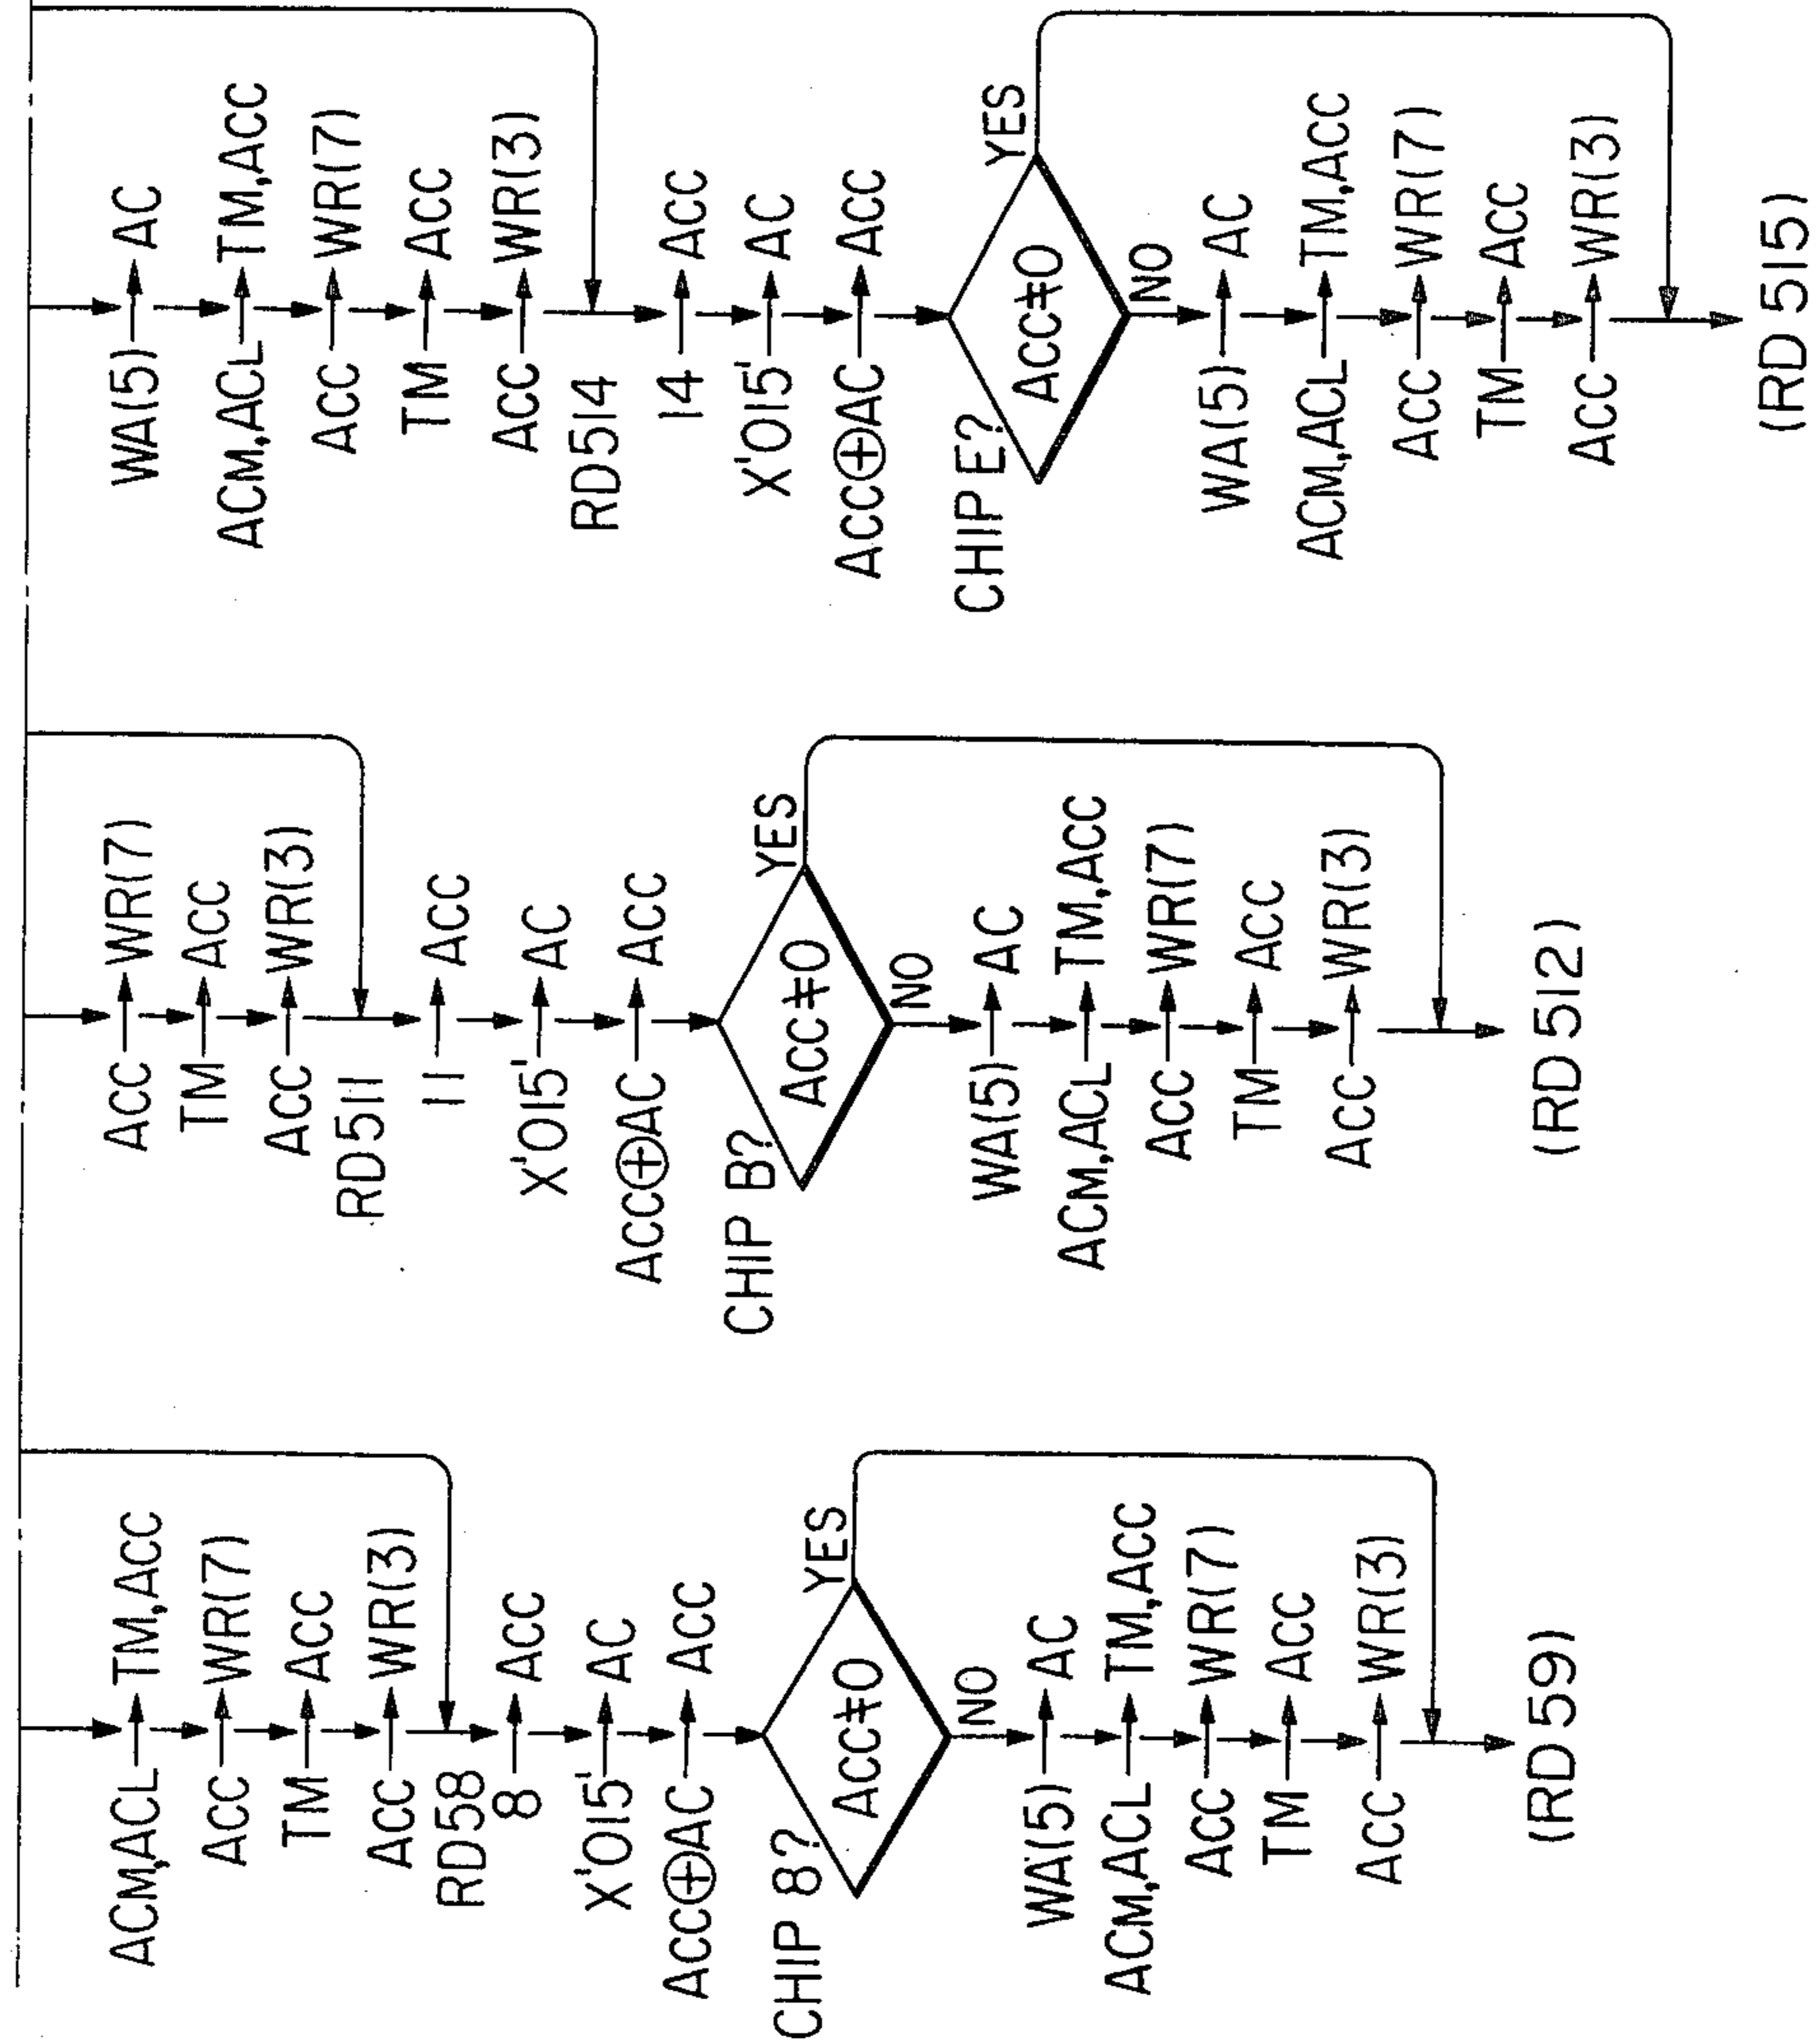 ACM,ACL → TM,ACC
ACC → WR(7)
TM → ACC
ACC → WR(3)
RD58
8 → ACC
X'015' → AC
ACC⊕AC → ACC
CHIP 8?
ACC≠0
YES
NO
WA(5) → AC
ACM,ACL → TM,ACC
ACC → WR(7)
TM → ACC
ACC → WR(3)
(RD59)
ACC → WR(7)
TM → ACC
ACC → WR(3)
RD511
11 → ACC
X'015' → AC
ACC⊕AC → ACC
CHIP B?
ACC≠0
YES
NO
WA(5) → AC
ACM,ACL → TM,ACC
ACC → WR(7)
TM → ACC
ACC → WR(3)
(RD512)
WA(5) → AC
ACM,ACL → TM,ACC
ACC → WR(7)
TM → ACC
ACC → WR(3)
RD514
14 → ACC
X'015' → AC
ACC⊕AC → ACC
CHIP E?
ACC≠0
YES
NO
WA(5) → AC
ACM,ACL → TM,ACC
ACC → WR(7)
TM → ACC
ACC → WR(3)
(RD515)